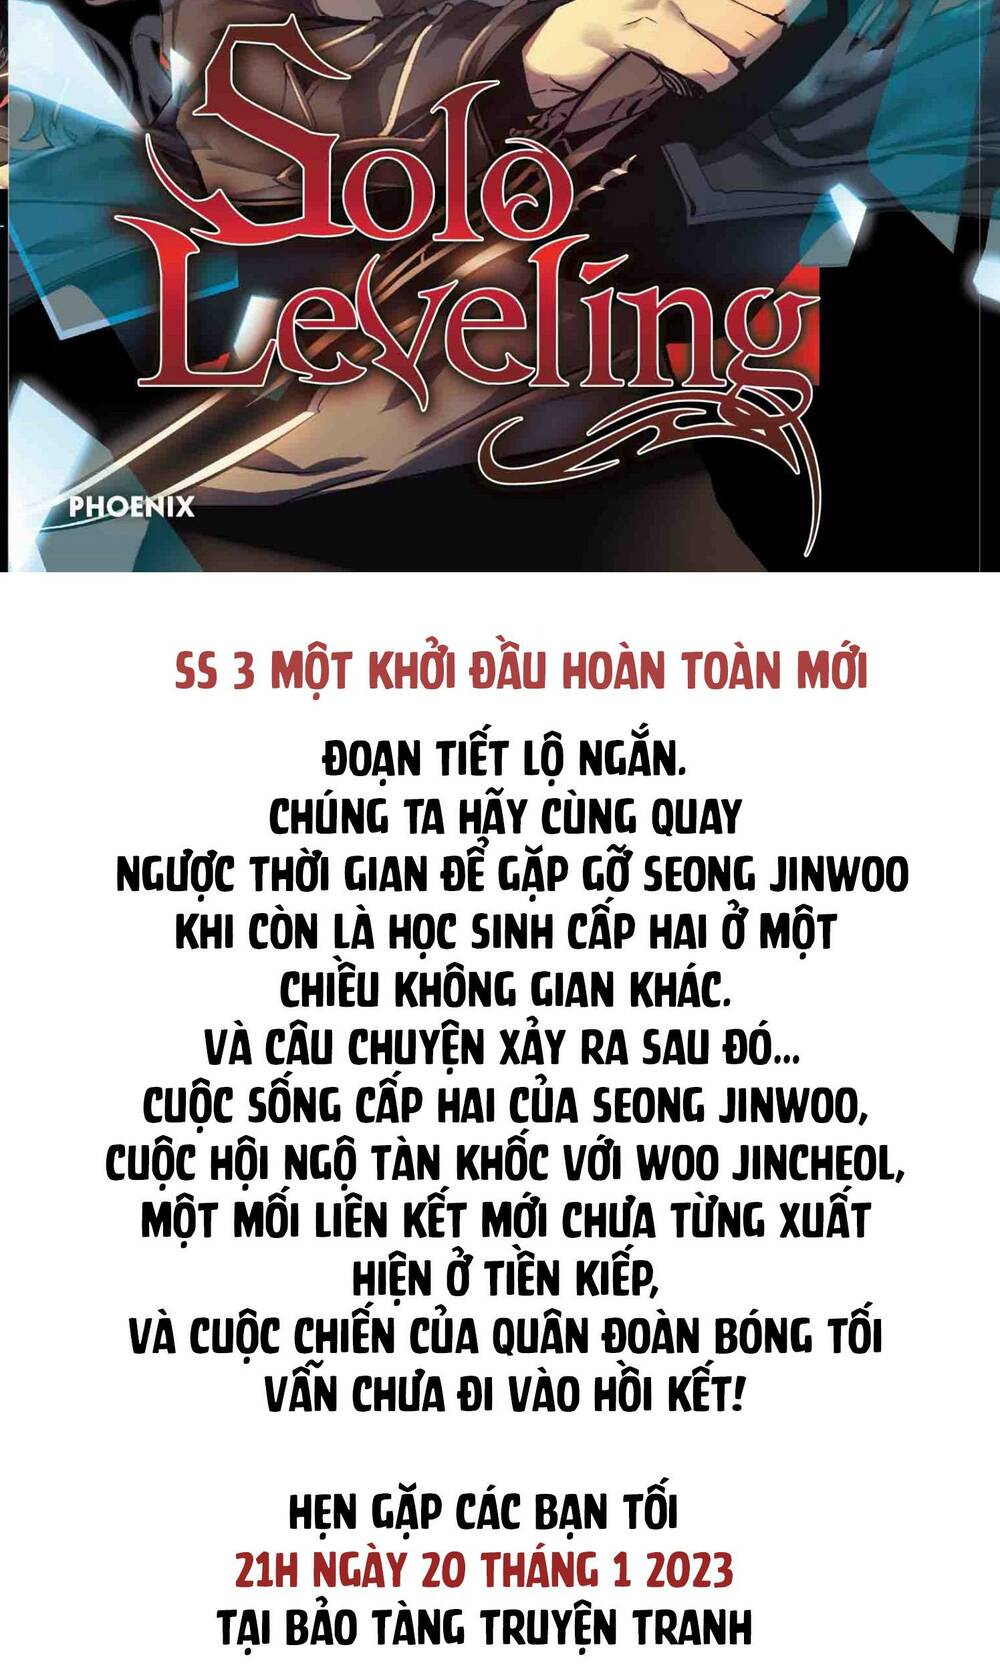 Solo
Leveling
PHOENIX
SS 3 MỘT KHỞI ĐẦU HOÀN TOÀN MỚI
ĐOẠN TIẾT LỘ NGẮN.
CHÚNG TA HÃY CÙNG QUAY
NGƯỢC THỜI GIAN ĐỂ GẶP GỠ SEONG JINWOO
KHI CÒN LÀ HỌC SINH CẤP HAI Ở MỘT
CHIỀU KHÔNG GIAN KHÁC.
VÀ CÂU CHUYỆN XẢY RA SAU ĐÓ...
CUỘC SỐNG CẤP HAI CỦA SEONG JINWOO,
CUỘC HỘI NGỘ TÀN KHỐC VỚI WOO JINCHEOL,
MỘT MỐI LIÊN KẾT MỚI CHƯA TỪNG XUẤT
HIỆN Ở TIỀN KIẾP,
VÀ CUỘC CHIẾN CỦA QUÂN ĐOÀN BÓNG TỐI
VẪN CHƯA ĐI VÀO HỒI KẾT!
HẸN GẶP CÁC BẠN TỐI
21H NGÀY 20 THÁNG 1 2023
TẠI BẢO TÀNG TRUYỆN TRANH